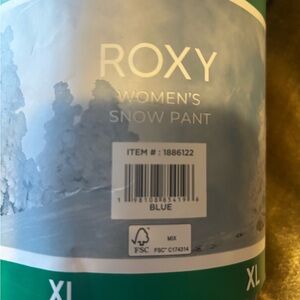 ROXY
WOMEN'S
SNOW PANT
ITEM # : 1886122
BLUE
FSC
MIX
FSC® C174314
XL
XL